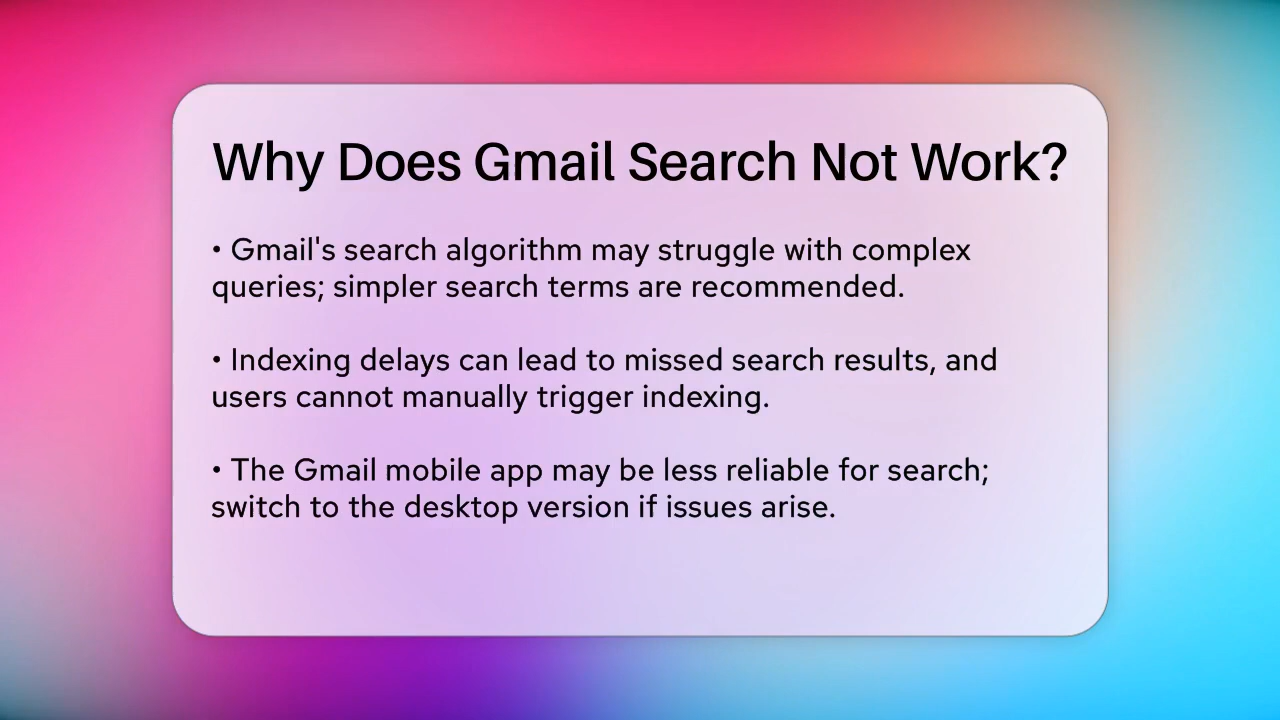 Why Does Gmail Search Not Work?
• Gmail's search algorithm may struggle with complex
queries; simpler search terms are recommended.
• Indexing delays can lead to missed search results, and
users cannot manually trigger indexing.
• The Gmail mobile app may be less reliable for search;
switch to the desktop version if issues arise.